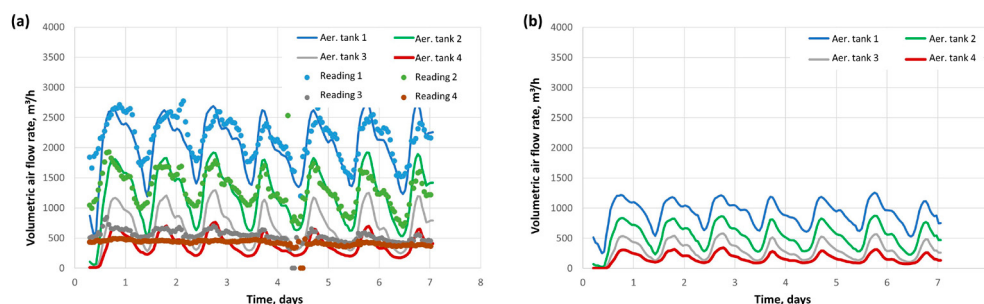 (a)
4000
3500
3000
2500
2000
1500
1000
500
0
Volumetric air flow rate, m³/h
Aer. tank 1
Aer. tank 2
Aer. tank 3
Aer. tank 4
Reading 1
Reading 2
Reading 3
Reading 4
0 1 2 3 4 5 6 7 8
Time, days
(b)
4000
3500
3000
2500
2000
1500
1000
500
0
Volumetric air flow rate, m³/h
Aer. tank 1
Aer. tank 2
Aer. tank 3
Aer. tank 4
0 1 2 3 4 5 6 7 8
Time, days